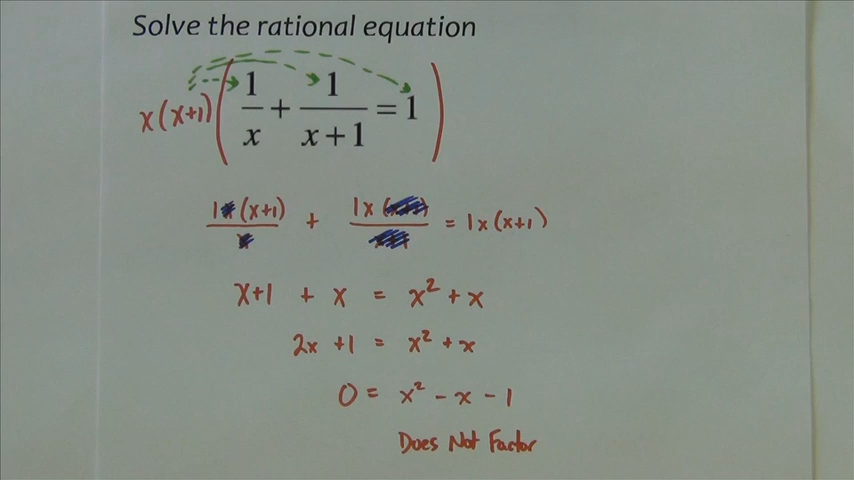 Solve the rational equation
x(x+1)(1/x + 1/(x+1) = 1)
1x(x+1)/x + 1x(x+1)/(x+1) = 1x(x+1)
x+1 + x = x² + x
2x + 1 = x² + x
0 = x² - x - 1
Does Not Factor